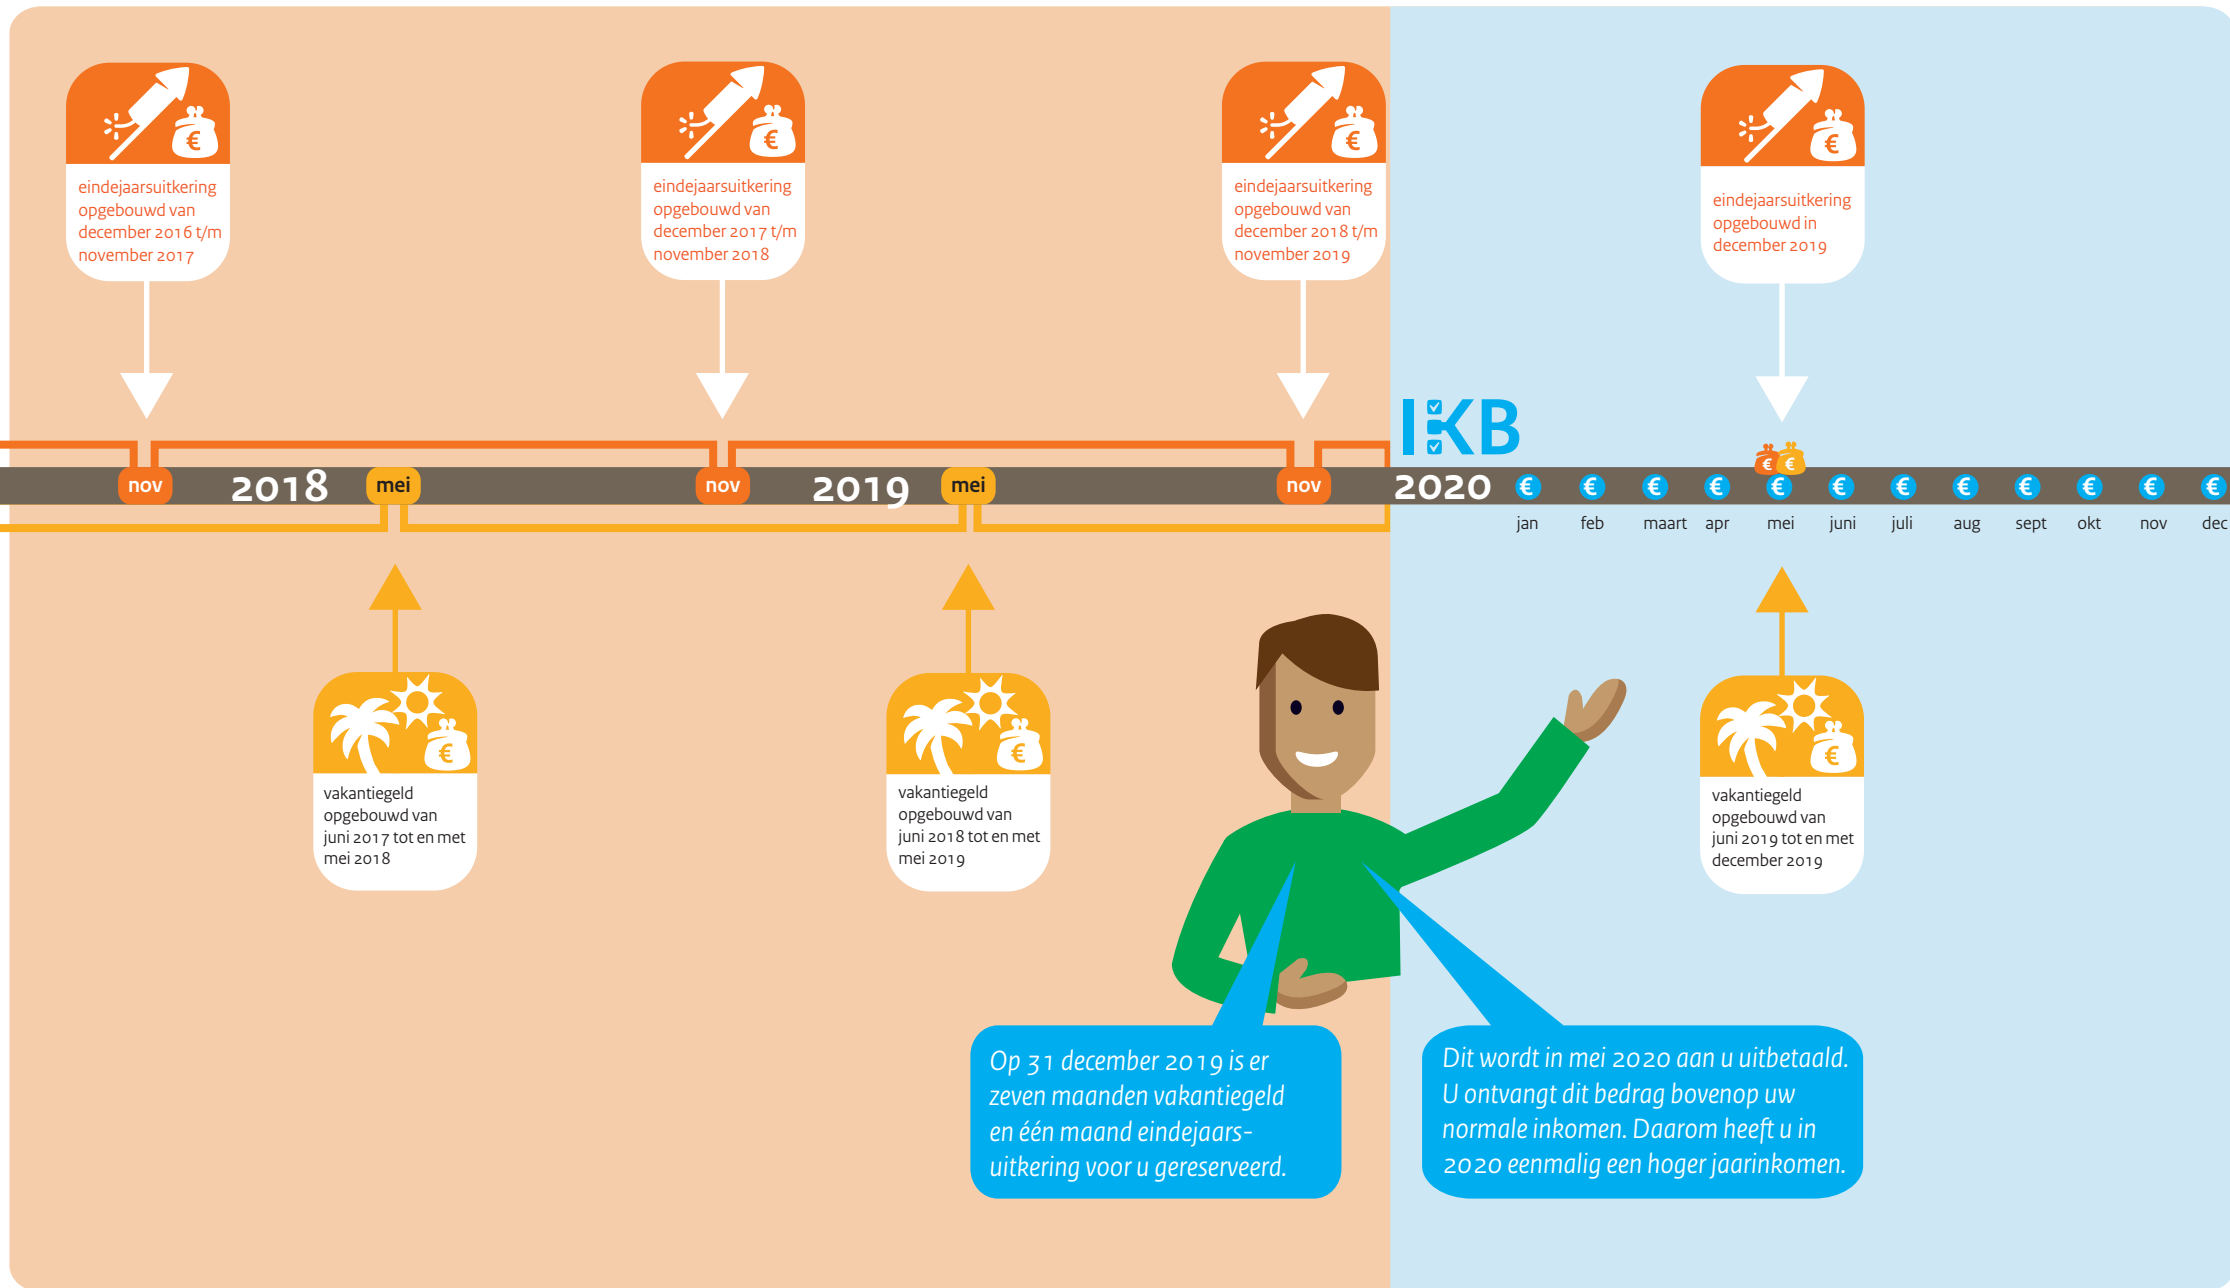 eindejaarsuitkering
opgebouwd van
december 2016 t/m
november 2017
eindejaarsuitkering
opgebouwd van
december 2017 t/m
november 2018
eindejaarsuitkering
opgebouwd van
december 2018 t/m
november 2019
eindejaarsuitkering
opgebouwd in
december 2019
IKB
nov 2018 mei nov 2019 mei nov 2020 € € € € € € € € € € € €
jan feb maart apr mei juni juli aug sept okt nov dec
vakantiegeld
opgebouwd van
juni 2017 tot en met
mei 2018
vakantiegeld
opgebouwd van
juni 2018 tot en met
mei 2019
vakantiegeld
opgebouwd van
juni 2019 tot en met
december 2019
Op 31 december 2019 is er
zeven maanden vakantiegeld
en één maand eindejaars-
uitkering voor u gereserveerd.
Dit wordt in mei 2020 aan u uitbetaald.
U ontvangt dit bedrag bovenop uw
normale inkomen. Daarom heeft u in
2020 eenmalig een hoger jaarinkomen.